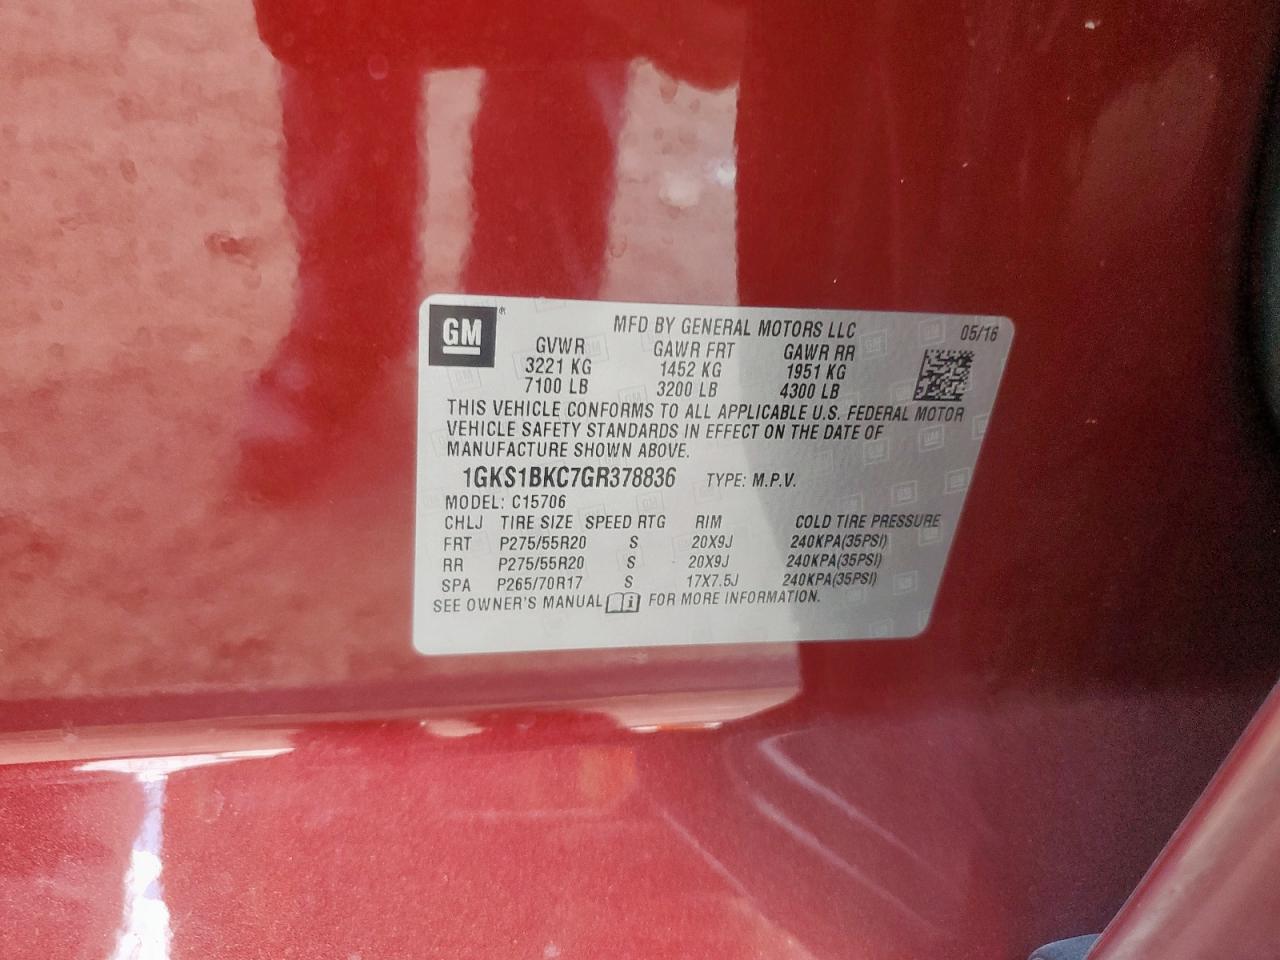 GM ®
MFD BY GENERAL MOTORS LLC 05/16
GVWR GAWR FRT GAWR RR
3221 KG 1452 KG 1951 KG
7100 LB 3200 LB 4300 LB
THIS VEHICLE CONFORMS TO ALL APPLICABLE U.S. FEDERAL MOTOR
VEHICLE SAFETY STANDARDS IN EFFECT ON THE DATE OF
MANUFACTURE SHOWN ABOVE.
1GKS1BKC7GR378836 TYPE: M.P.V.
MODEL: C15706
CHLJ TIRE SIZE SPEED RTG RIM COLD TIRE PRESSURE
FRT P275/55R20 S 20X9J 240KPA(35PSI)
RR P275/55R20 S 20X9J 240KPA(35PSI)
SPA P265/70R17 S 17X7.5J 240KPA(35PSI)
SEE OWNER'S MANUAL i FOR MORE INFORMATION.